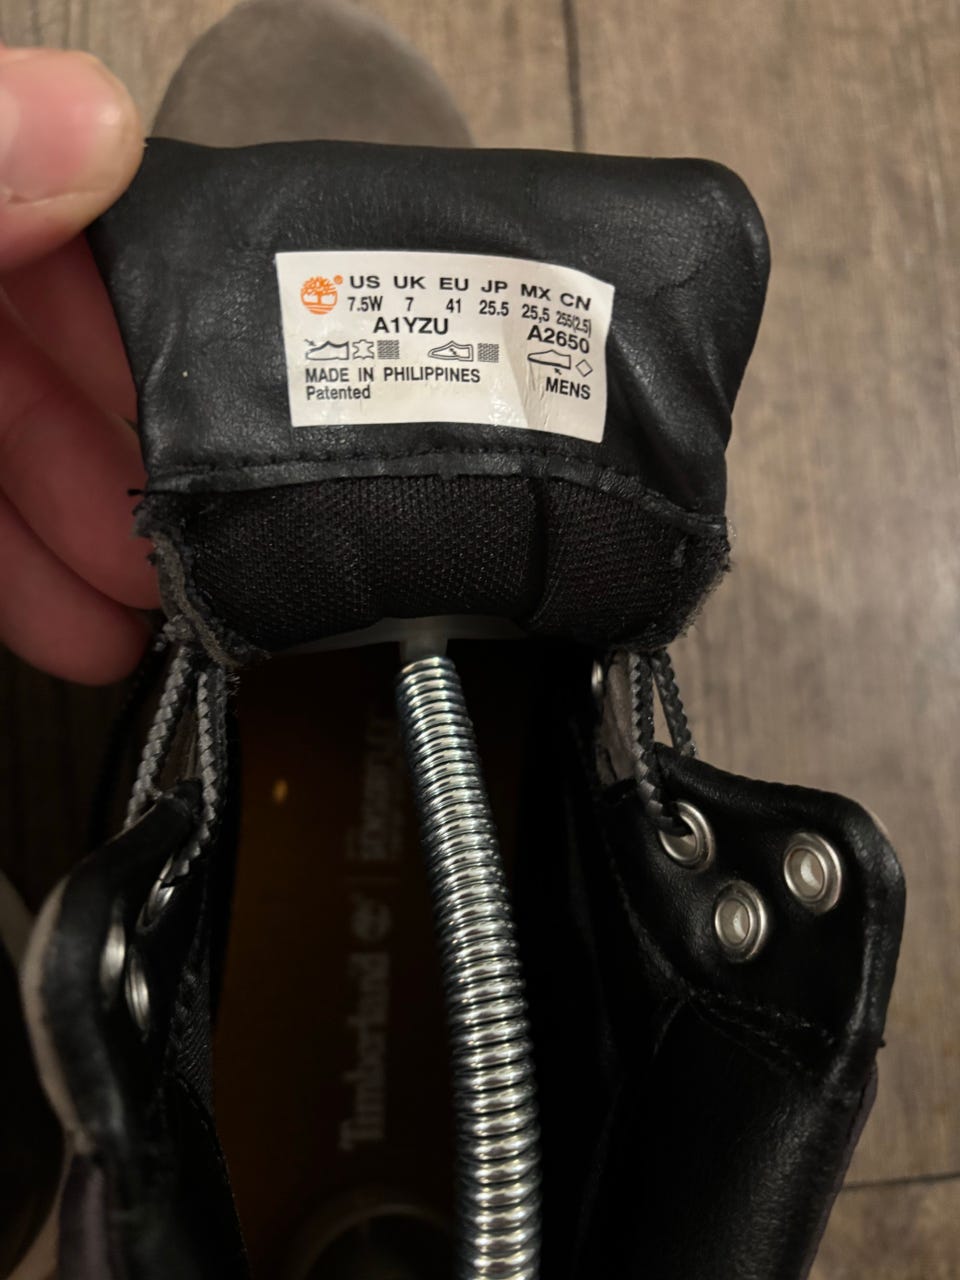 US UK EU JP MX CN
7.5W 7 41 25.5 25,5 255(2.5)
A1YZU A2650
MADE IN PHILIPPINES
Patented MENS
Timberland